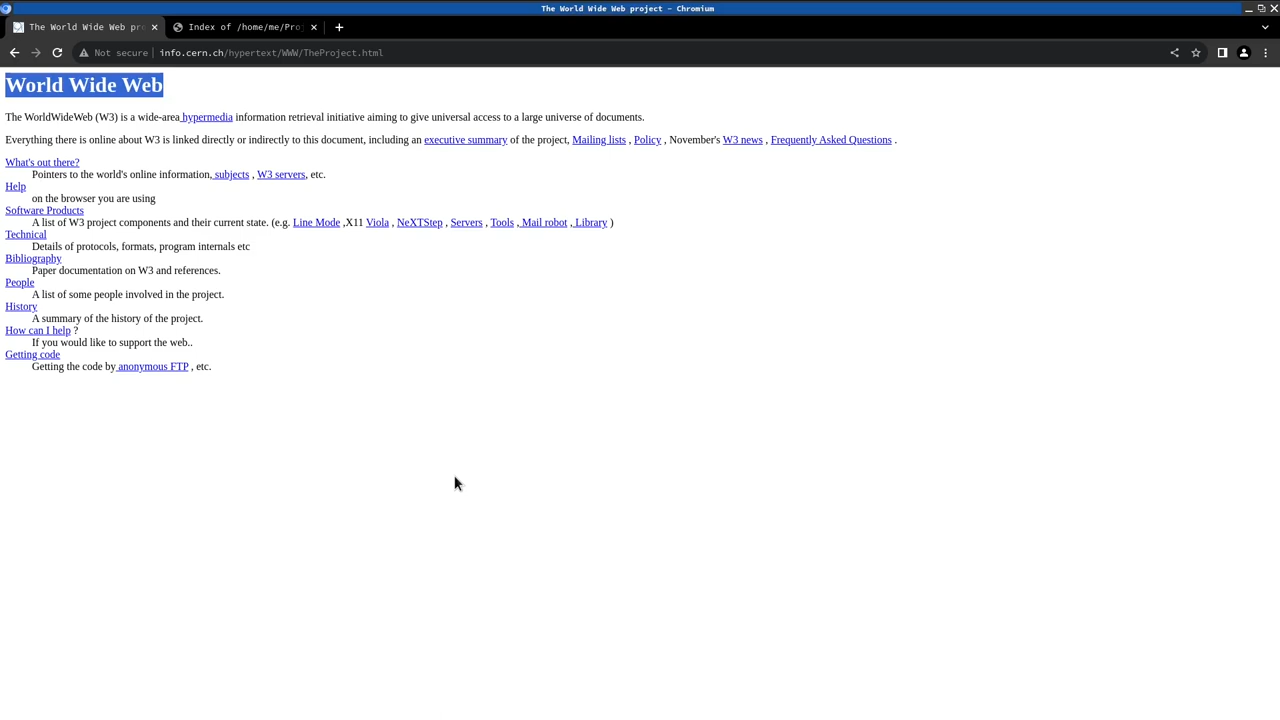 The World Wide Web project - Chromium
The World Wide Web pr
Index of /home/me/Pro
Not secure
info.cern.ch/hypertext/WWW/TheProject.html
World Wide Web
The WorldWideWeb (W3) is a wide-area hypermedia information retrieval initiative aiming to give universal access to a large universe of documents.
Everything there is online about W3 is linked directly or indirectly to this document, including an executive summary of the project, Mailing lists , Policy , November's W3 news , Frequently Asked Questions .
What's out there?
Pointers to the world's online information, subjects , W3 servers, etc.
Help
on the browser you are using
Software Products
A list of W3 project components and their current state. (e.g. Line Mode ,X11 Viola , NeXTStep , Servers , Tools , Mail robot , Library )
Technical
Details of protocols, formats, program internals etc
Bibliography
Paper documentation on W3 and references.
People
A list of some people involved in the project.
History
A summary of the history of the project.
How can I help ?
If you would like to support the web..
Getting code
Getting the code by anonymous FTP , etc.